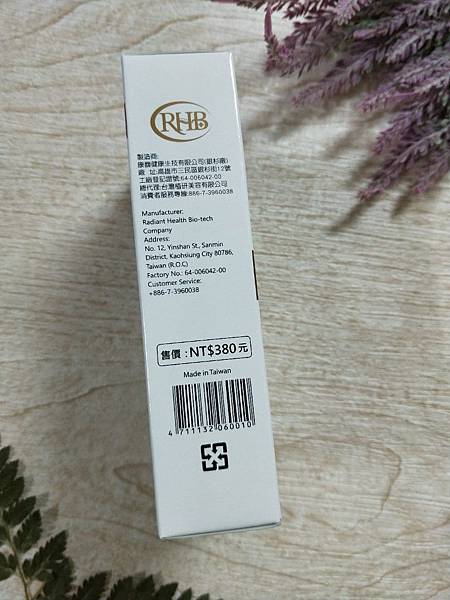 RHB
製造商:
康馥健康生技有限公司(銀杉廠)
廠 址:高雄市三民區銀杉街12號
工廠登記證號:64-006042-00
總代理:台灣植研美容有限公司
消費者服務專線:886-7-3960038
Manufacturer:
Radiant Health Bio-tech
Company
Address:
No. 12, Yinshan St., Sanmin
District, Kaohsiung City 80786,
Taiwan (R.O.C)
Factory No.: 64-006042-00
Customer Service:
+886-7-3960038
售價:NT$380元
Made in Taiwan
4 711132 060010